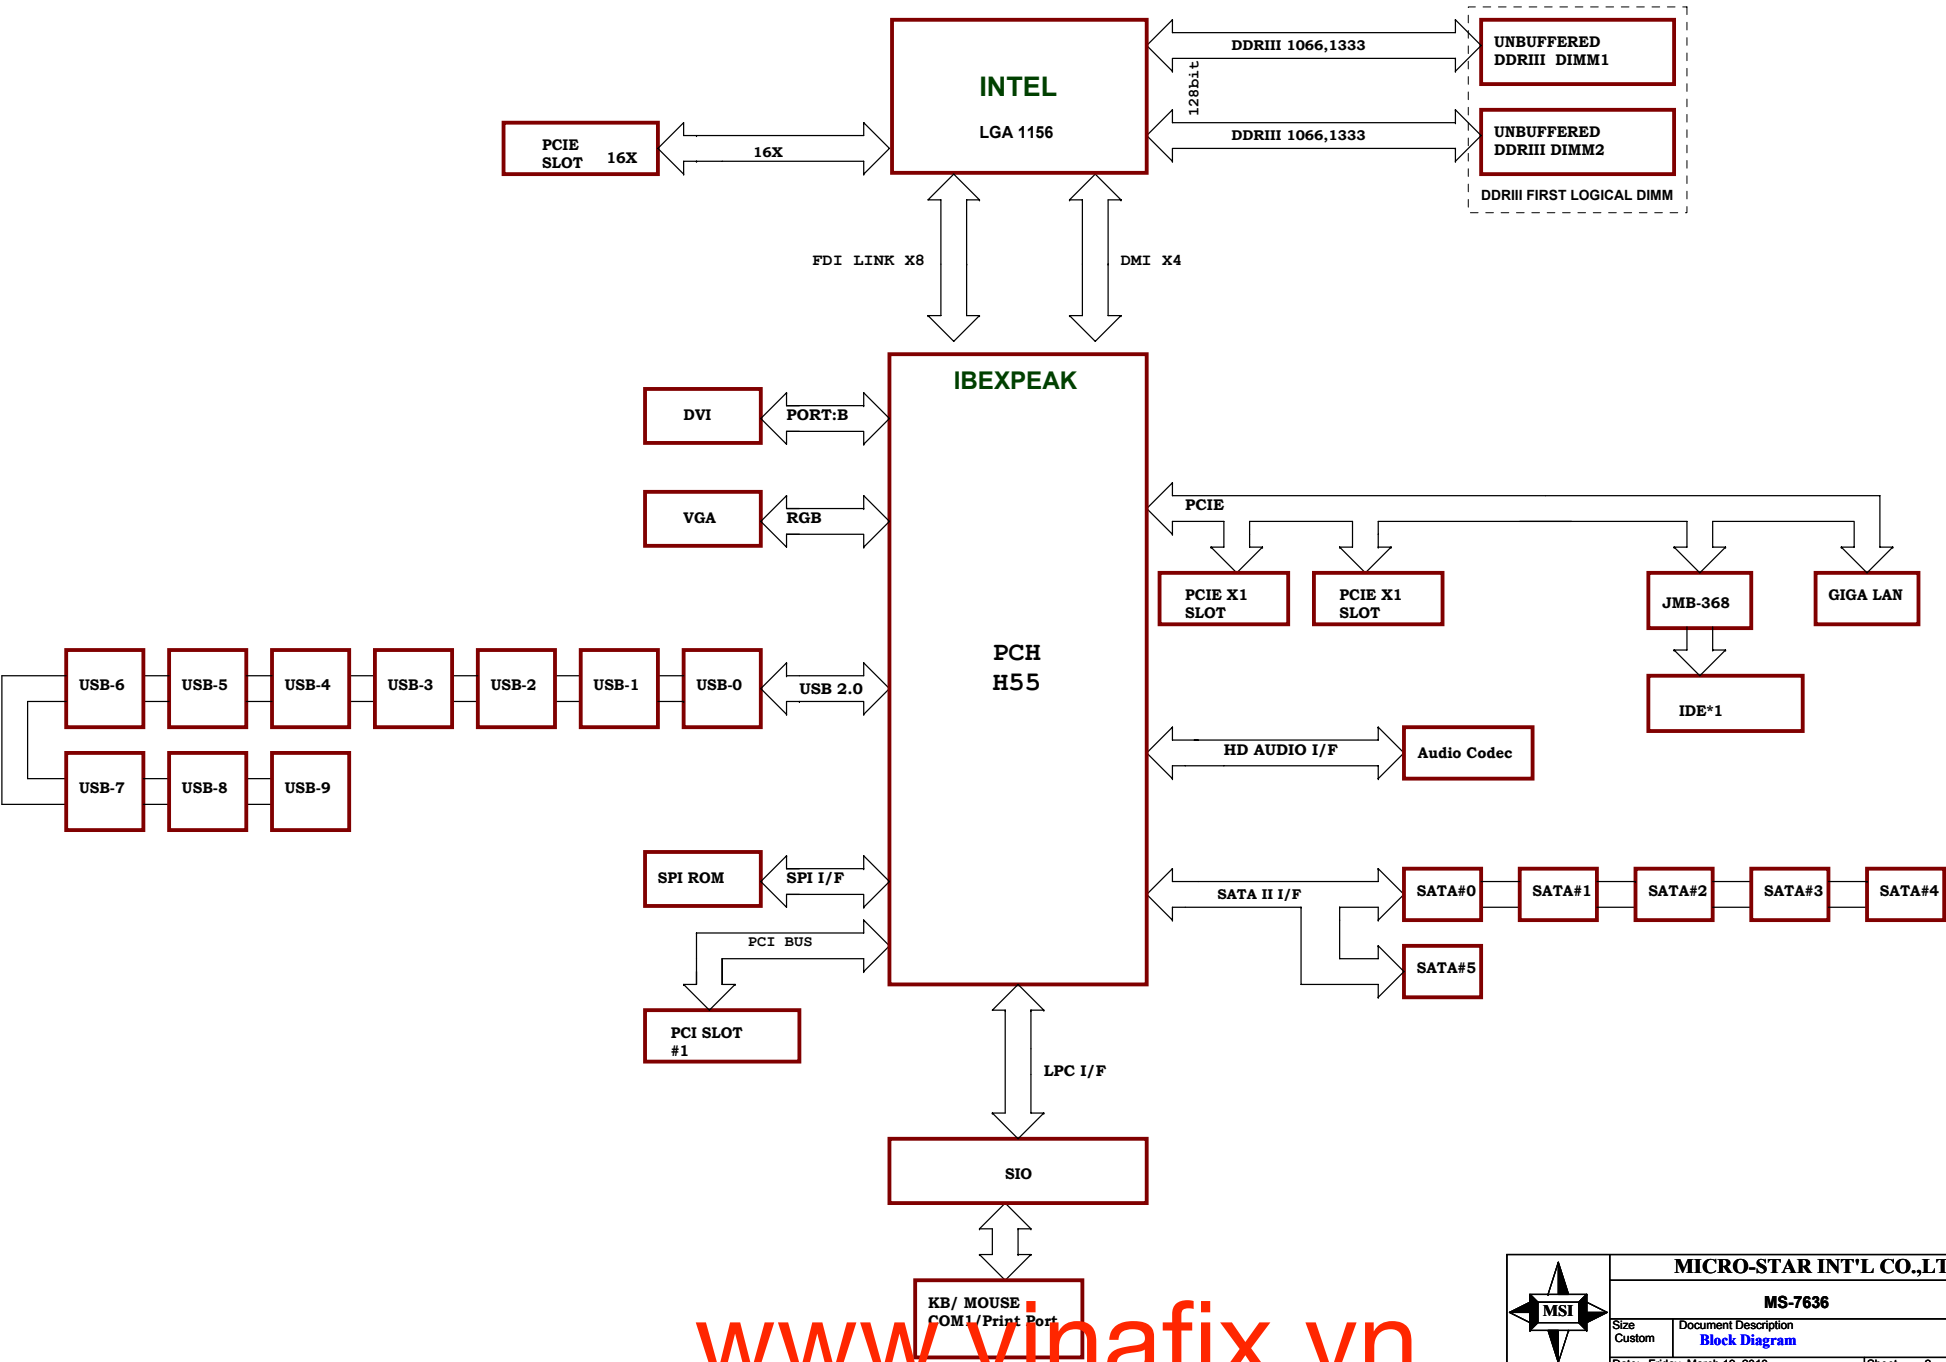 INTEL
LGA 1156
DDRIII 1066,1333
128bit
DDRIII 1066,1333
UNBUFFERED
DDRIII DIMM1
UNBUFFERED
DDRIII DIMM2
DDRIII FIRST LOGICAL DIMM
PCIE
SLOT 16X
16X
FDI LINK X8
DMI X4
IBEXPEAK
DVI
PORT:B
VGA
RGB
PCIE
PCIE X1
SLOT
PCIE X1
SLOT
JMB-368
GIGA LAN
IDE*1
PCH
H55
USB-6
USB-5
USB-4
USB-3
USB-2
USB-1
USB-0
USB 2.0
USB-7
USB-8
USB-9
HD AUDIO I/F
Audio Codec
SPI ROM
SPI I/F
SATA II I/F
SATA#0
SATA#1
SATA#2
SATA#3
SATA#4
SATA#5
PCI BUS
PCI SLOT
#1
LPC I/F
SIO
KB/ MOUSE
COM1/Print Port
www.vinafix.vn
MSI
MICRO-STAR INT'L CO.,LT
MS-7636
Size
Custom
Document Description
Block Diagram